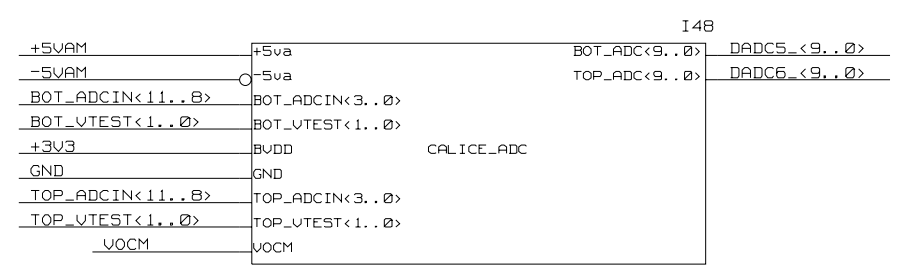 I48
+5VAM +5va BOT_ADC<9..0> DADC5_<9..0>
-5VAM -5va TOP_ADC<9..0> DADC6_<9..0>
BOT_ADCIN<11..8> BOT_ADCIN<3..0>
BOT_VTEST<1..0> BOT_VTEST<1..0>
+3V3 BVDD CALICE_ADC
GND GND
TOP_ADCIN<11..8> TOP_ADCIN<3..0>
TOP_VTEST<1..0> TOP_VTEST<1..0>
VOCM VOCM